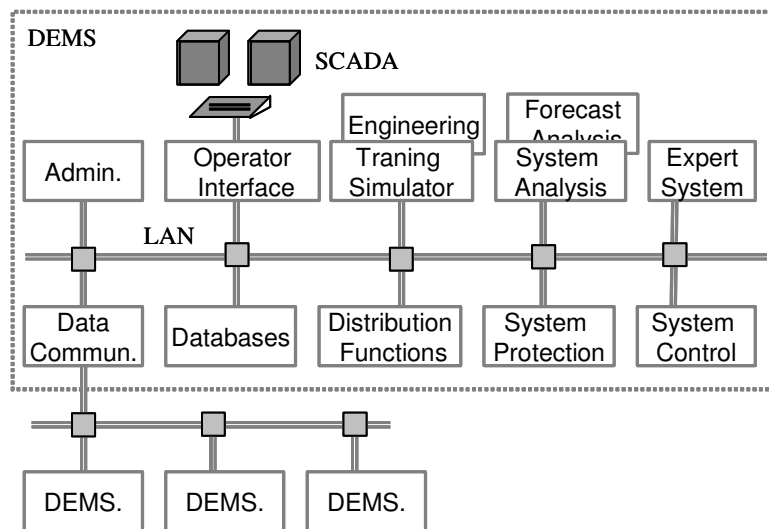 DEMS
SCADA
Engineering
Forecast
Analysis
Admin.
Operator
Interface
Traning
Simulator
System
Analysis
Expert
System
LAN
Data
Commun.
Databases
Distribution
Functions
System
Protection
System
Control
DEMS.
DEMS.
DEMS.